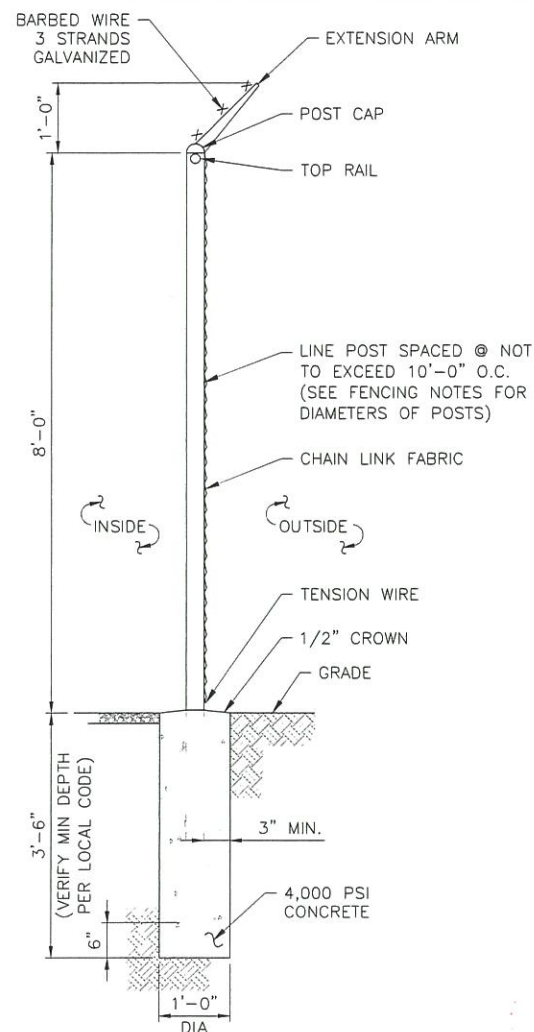 BARBED WIRE
3 STRANDS
GALVANIZED
EXTENSION ARM
1'-0"
POST CAP
TOP RAIL
LINE POST SPACED @ NOT
TO EXCEED 10'-0" O.C.
(SEE FENCING NOTES FOR
DIAMETERS OF POSTS)
8'-0"
CHAIN LINK FABRIC
INSIDE
OUTSIDE
TENSION WIRE
1/2" CROWN
GRADE
3'-6"
(VERIFY MIN DEPTH
PER LOCAL CODE)
3" MIN.
6"
4,000 PSI
CONCRETE
1'-0"
DIA